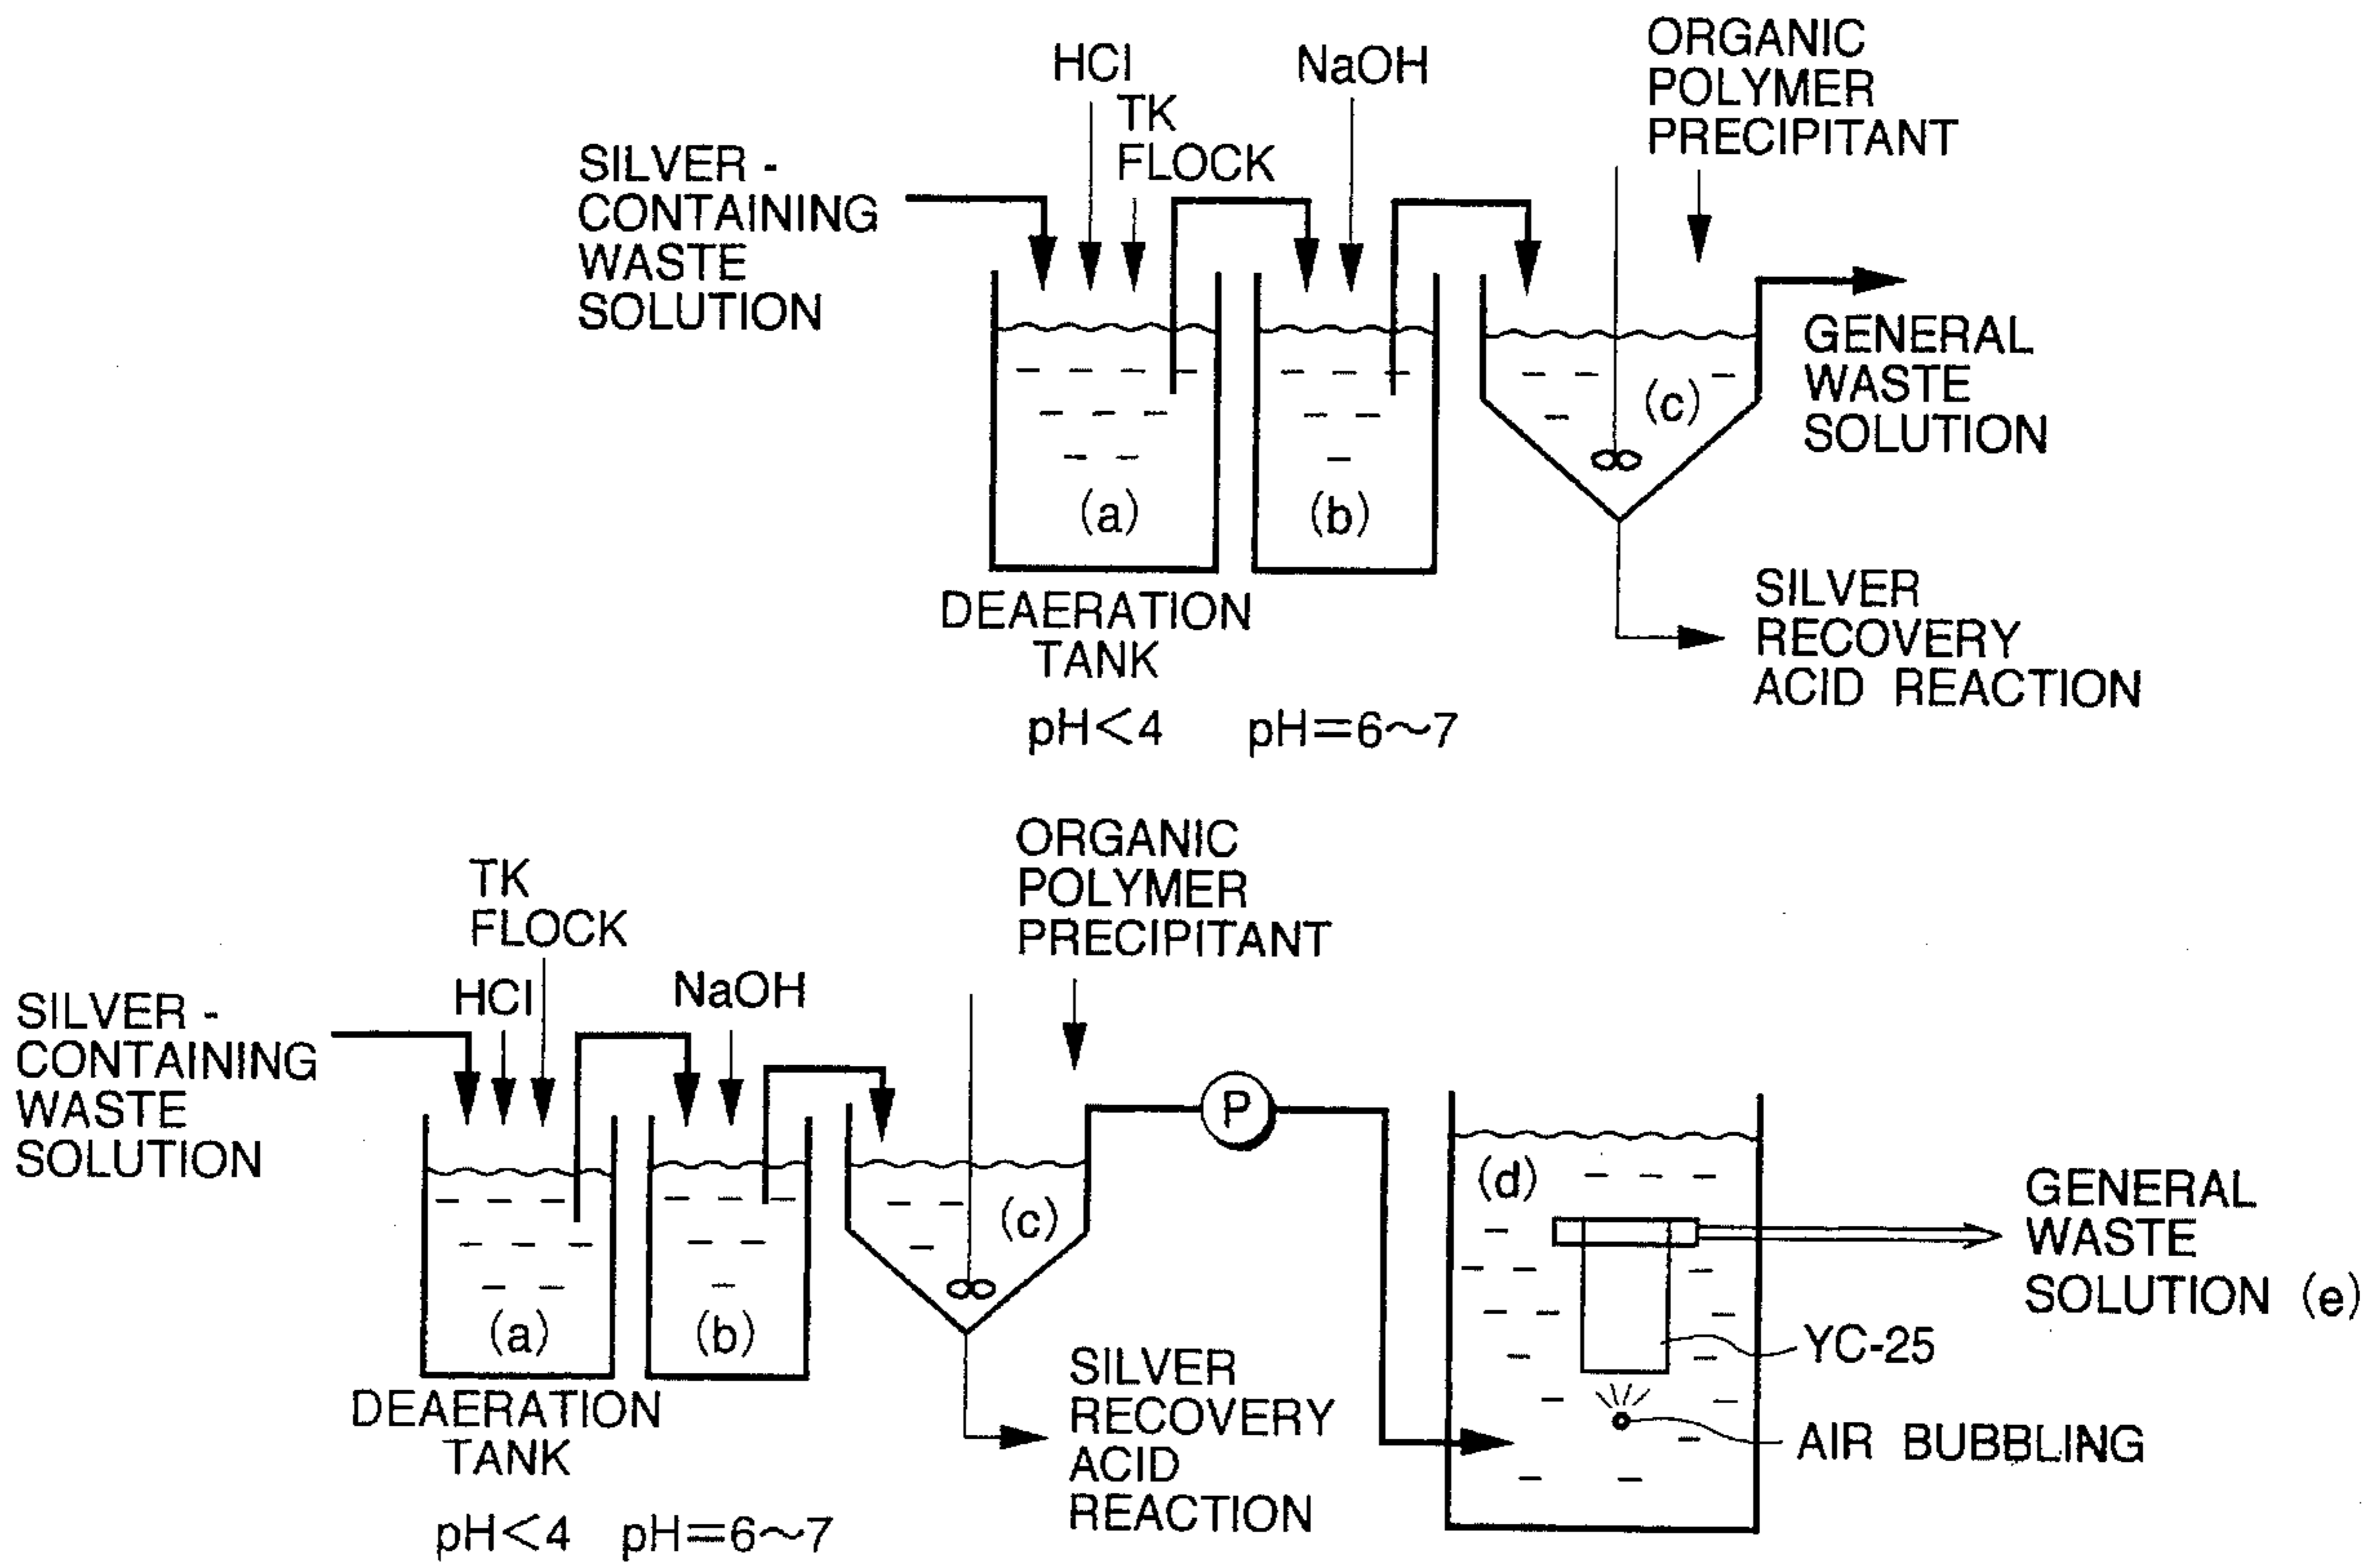 HCl
TK
FLOCK
NaOH
ORGANIC
POLYMER
PRECIPITANT
SILVER -
CONTAINING
WASTE
SOLUTION
GENERAL
WASTE
SOLUTION
(a)
(b)
(c)
DEAERATION
TANK
pH<4
pH=6~7
SILVER
RECOVERY
ACID REACTION
TK
FLOCK
HCl
NaOH
ORGANIC
POLYMER
PRECIPITANT
SILVER -
CONTAINING
WASTE
SOLUTION
P
(a)
(b)
(c)
(d)
GENERAL
WASTE
SOLUTION (e)
YC-25
AIR BUBBLING
DEAERATION
TANK
pH<4
pH=6~7
SILVER
RECOVERY
ACID
REACTION